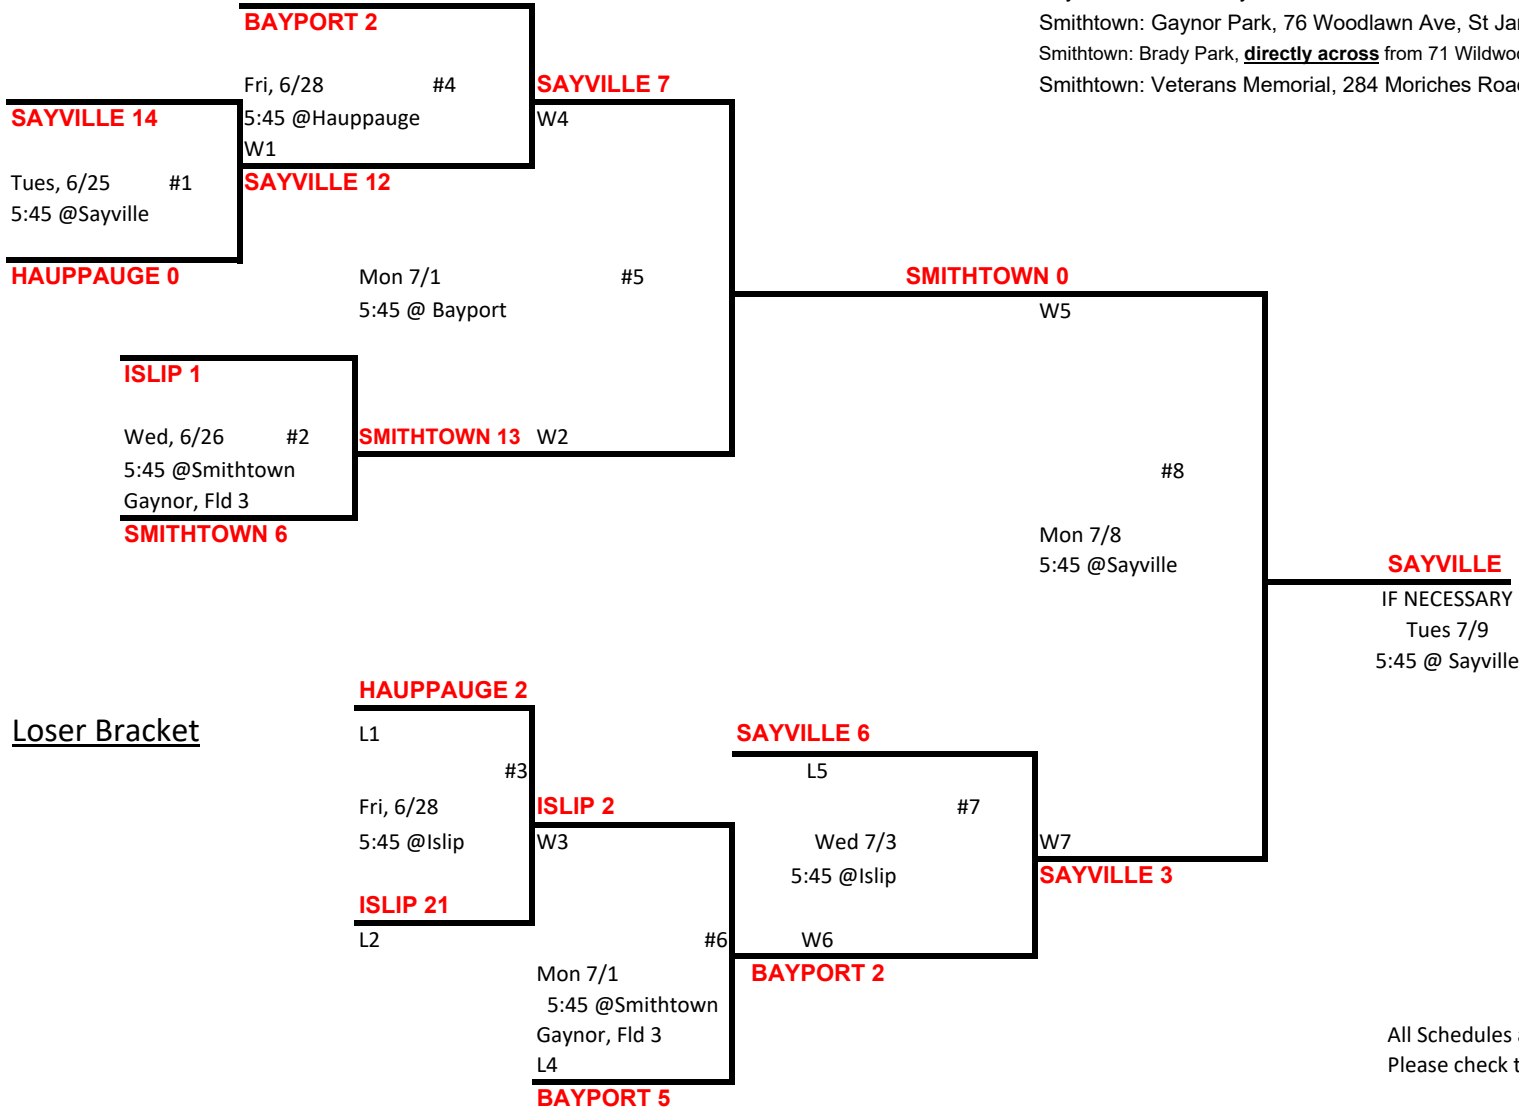 Smithtown: Gaynor Park, 76 Woodlawn Ave, St
Smithtown: Brady Park, directly across from 71
Smithtown: Veterans Memorial, 284 Moriches
BAYPORT 2
Fri, 6/28 #4
5:45 @Hauppauge
W1
SAYVILLE 7
W4
SAYVILLE 14
Tues, 6/25 #1
5:45 @Sayville
SAYVILLE 12
HAUPPAUGE 0
Mon 7/1 #5
5:45 @ Bayport
SMITHTOWN 0
W5
ISLIP 1
Wed, 6/26 #2
5:45 @Smithtown
Gaynor, Fld 3
SMITHTOWN 6
SMITHTOWN 13 W2
#8
Mon 7/8
5:45 @Sayville
SAYVILLE
IF NECESSARY
Tues 7/9
5:45 @ Sayville
Loser Bracket
HAUPPAUGE 2
L1
#3
Fri, 6/28
5:45 @Islip
ISLIP 21
L2
ISLIP 2
W3
#6
Mon 7/1
5:45 @Smithtown
Gaynor, Fld 3
L4
BAYPORT 5
SAYVILLE 6
L5
#7
Wed 7/3
5:45 @Islip
W6
BAYPORT 2
W7
SAYVILLE 3
All Schedules
Please check